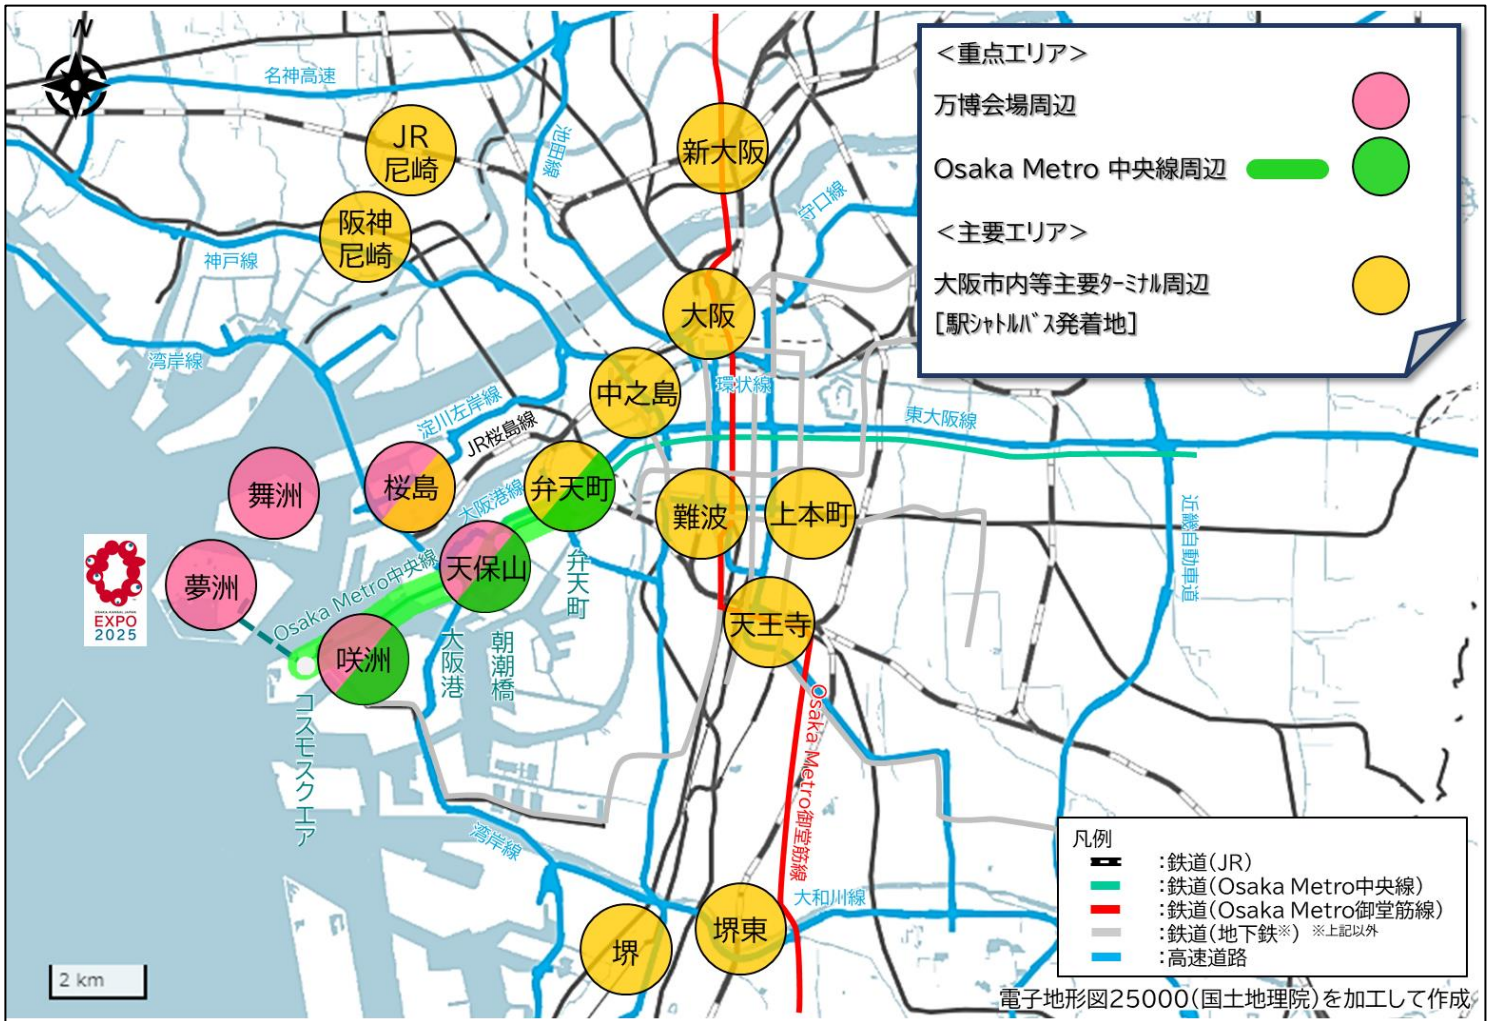 N
名神高速
池田線
守口線
JR
尼崎
新大阪
阪神
尼崎
神戸線
湾岸線
大阪
中之島
環状線
東大阪線
淀川左岸線
JR桜島線
舞洲
桜島
大阪港線
弁天町
難波
上本町
近畿自動車道
夢洲
OSAKA, KANSAI, JAPAN
EXPO
2025
Osaka Metro中央線
天保山
弁天町
咲洲
大阪港
朝潮橋
コスモスクエア
天王寺
Osaka Metro御堂筋線
湾岸線
大和川線
堺
堺東
2 km
＜重点エリア＞
万博会場周辺
Osaka Metro 中央線周辺
＜主要エリア＞
大阪市内等主要ﾀｰﾐﾅﾙ周辺
[駅ｼｬﾄﾙﾊﾞｽ発着地]
凡例
:鉄道(JR)
:鉄道(Osaka Metro中央線)
:鉄道(Osaka Metro御堂筋線)
:鉄道(地下鉄※) ※上記以外
:高速道路
電子地形図25000(国土地理院)を加工して作成